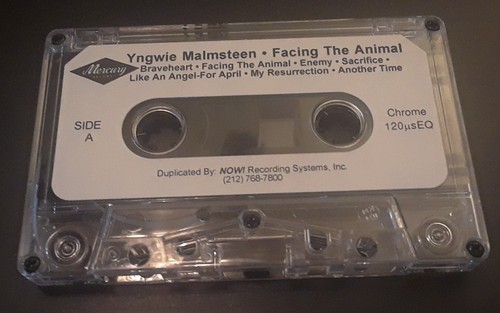 Yngwie Malmsteen • Facing The Animal
Mercury
Braveheart • Facing The Animal • Enemy • Sacrifice •
Like An Angel-For April • My Resurrection • Another Time
SIDE
A
Chrome
120µsEQ
Duplicated By: NOW! Recording Systems, Inc.
(212) 768-7800